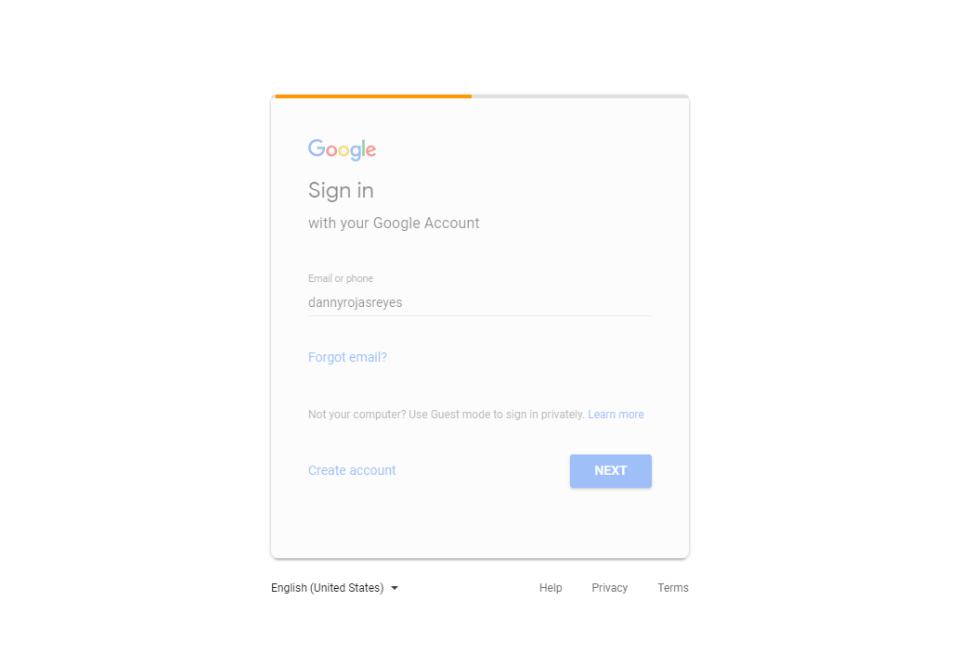 Google
Sign in
with your Google Account
Email or phone
dannyrojasreyes
Forgot email?
Not your computer? Use Guest mode to sign in privately. Learn more
Create account NEXT
English (United States) Help Privacy Terms